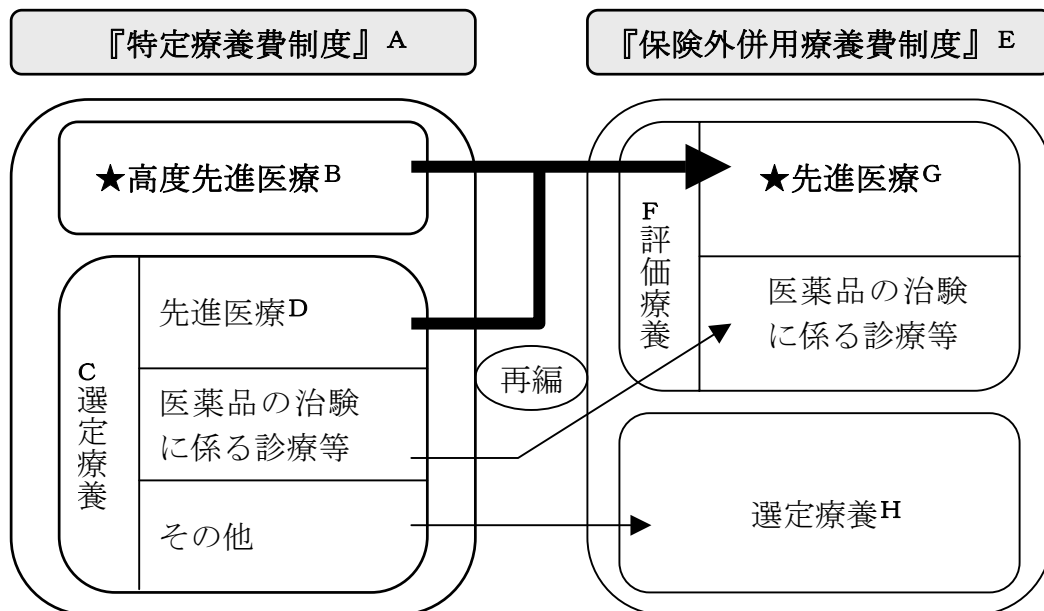 『特定療養費制度』A
★高度先進医療B
C選定療養
先進医療D
医薬品の治験
に係る診療等
その他
再編
『保険外併用療養費制度』E
F評価療養
★先進医療G
医薬品の治験
に係る診療等
選定療養H